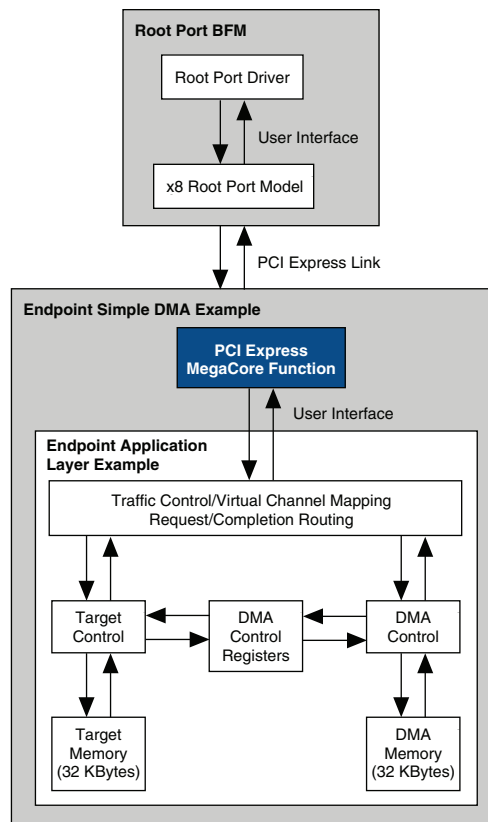 Root Port BFM
Root Port Driver
User Interface
x8 Root Port Model
PCI Express Link
Endpoint Simple DMA Example
PCI Express
MegaCore Function
User Interface
Endpoint Application
Layer Example
Traffic Control/Virtual Channel Mapping
Request/Completion Routing
Target
Control
DMA
Control
Registers
DMA
Control
Target
Memory
(32 KBytes)
DMA
Memory
(32 KBytes)